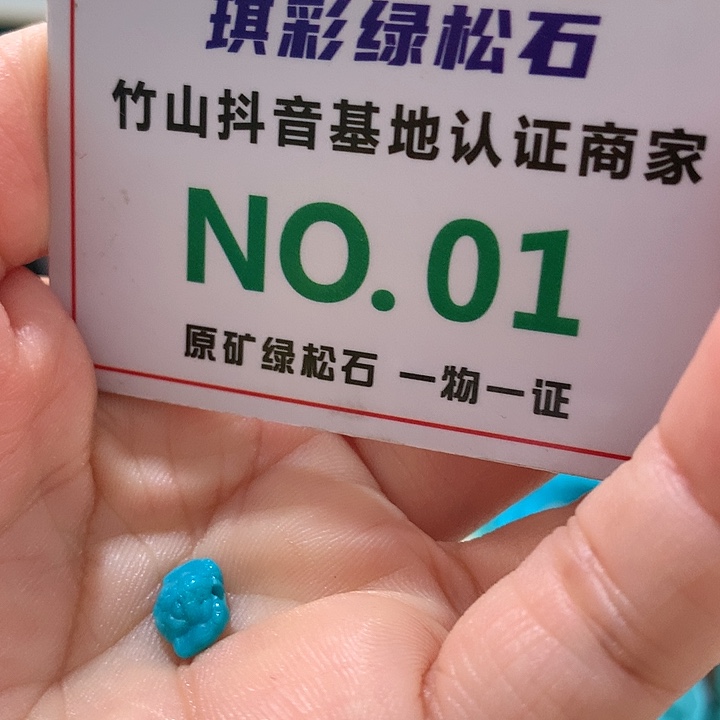 琪彩绿松石
竹山抖音基地认证商家
NO.01
原矿绿松石 一物一证